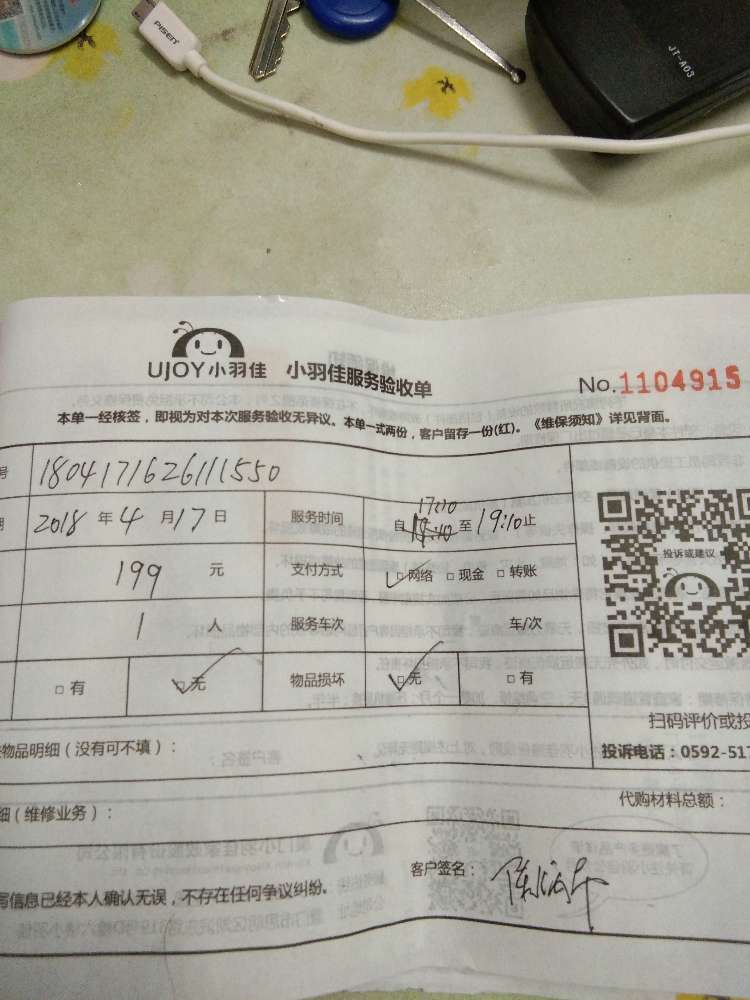 PISEN
JT-A03
UJOY小羽佳 小羽佳服务验收单
No.1104915
本单一经核签，即视为对本次服务验收无异议。本单一式两份，客户留存一份(红)。《维保须知》详见背面。
号 1804171626111550
期 2018 年 4 月 17 日 服务时间 自 17:10 至 19:10 止
199 元 支付方式 □网络 □现金 □转账
投诉或建议
1 人 服务车次 车/次
□有 □无 物品损坏 □无 □有
扫码评价或投
物品明细（没有可不填）：
投诉电话：0592-517
细（维修业务）：
代购材料总额：
客户签名：
写信息已经本人确认无误，不存在任何争议纠纷。